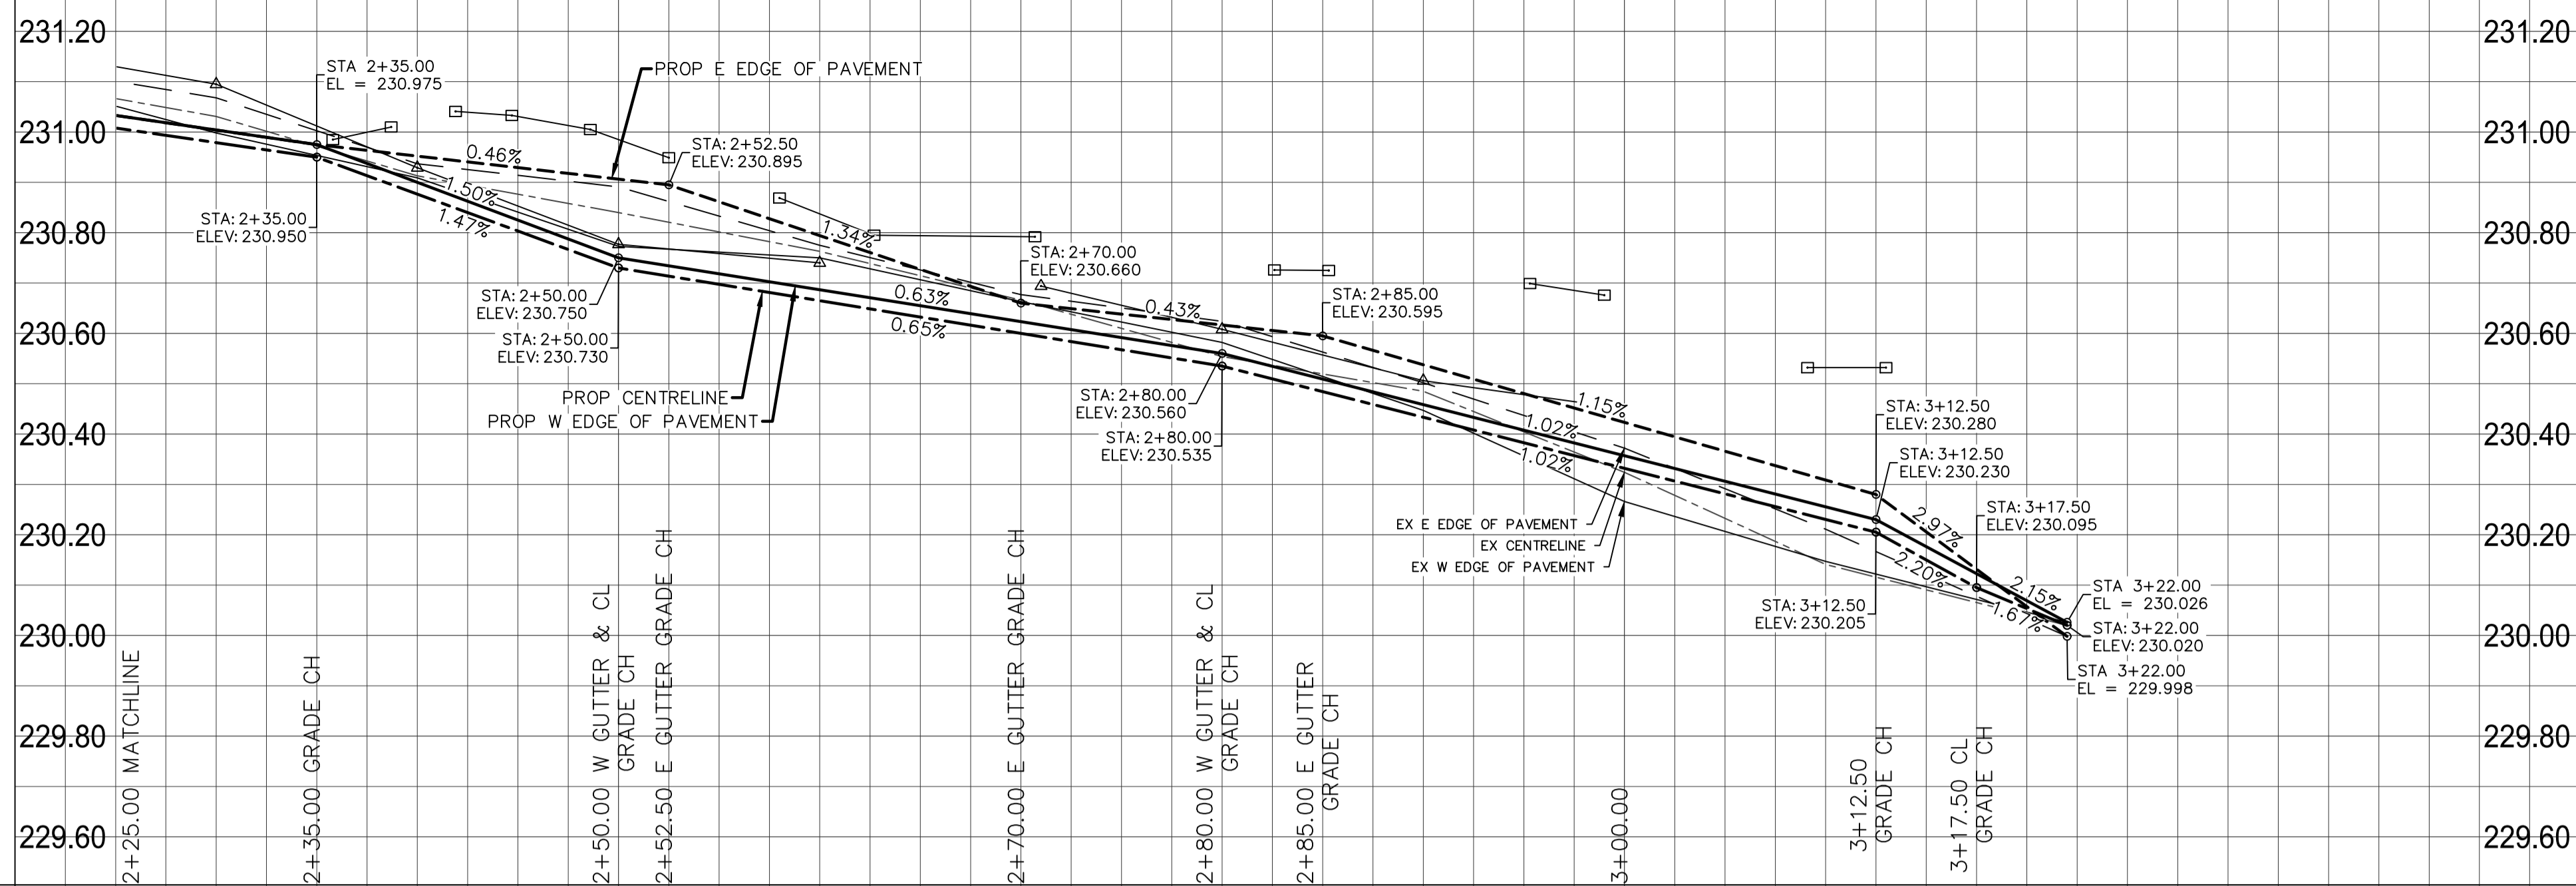 231.20
231.00
230.80
230.60
230.40
230.20
230.00
229.80
229.60
STA 2+35.00
EL = 230.975
PROP E EDGE OF PAVEMENT
0.46%
STA: 2+52.50
ELEV: 230.895
1.50%
1.47%
STA: 2+35.00
ELEV: 230.950
1.34%
STA: 2+70.00
ELEV: 230.660
STA: 2+50.00
ELEV: 230.750
0.63%
0.43%
STA: 2+85.00
ELEV: 230.595
0.65%
STA: 2+50.00
ELEV: 230.730
PROP CENTRELINE
PROP W EDGE OF PAVEMENT
STA: 2+80.00
ELEV: 230.560
STA: 2+80.00
ELEV: 230.535
1.15%
1.02%
1.02%
STA: 3+12.50
ELEV: 230.280
STA: 3+12.50
ELEV: 230.230
EX E EDGE OF PAVEMENT
EX CENTRELINE
EX W EDGE OF PAVEMENT
2.97%
STA: 3+17.50
ELEV: 230.095
2.20%
2.15%
1.67%
STA: 3+12.50
ELEV: 230.205
STA 3+22.00
EL = 230.026
STA: 3+22.00
ELEV: 230.020
STA 3+22.00
EL = 229.998
2+25.00 MATCHLINE
2+35.00 GRADE CH
2+50.00 W GUTTER & CL
GRADE CH
2+52.50 E GUTTER GRADE CH
2+70.00 E GUTTER GRADE CH
2+80.00 W GUTTER & CL
GRADE CH
2+85.00 E GUTTER
GRADE CH
3+00.00
3+12.50
GRADE CH
3+17.50 CL
GRADE CH
231.20
231.00
230.80
230.60
230.40
230.20
230.00
229.80
229.60